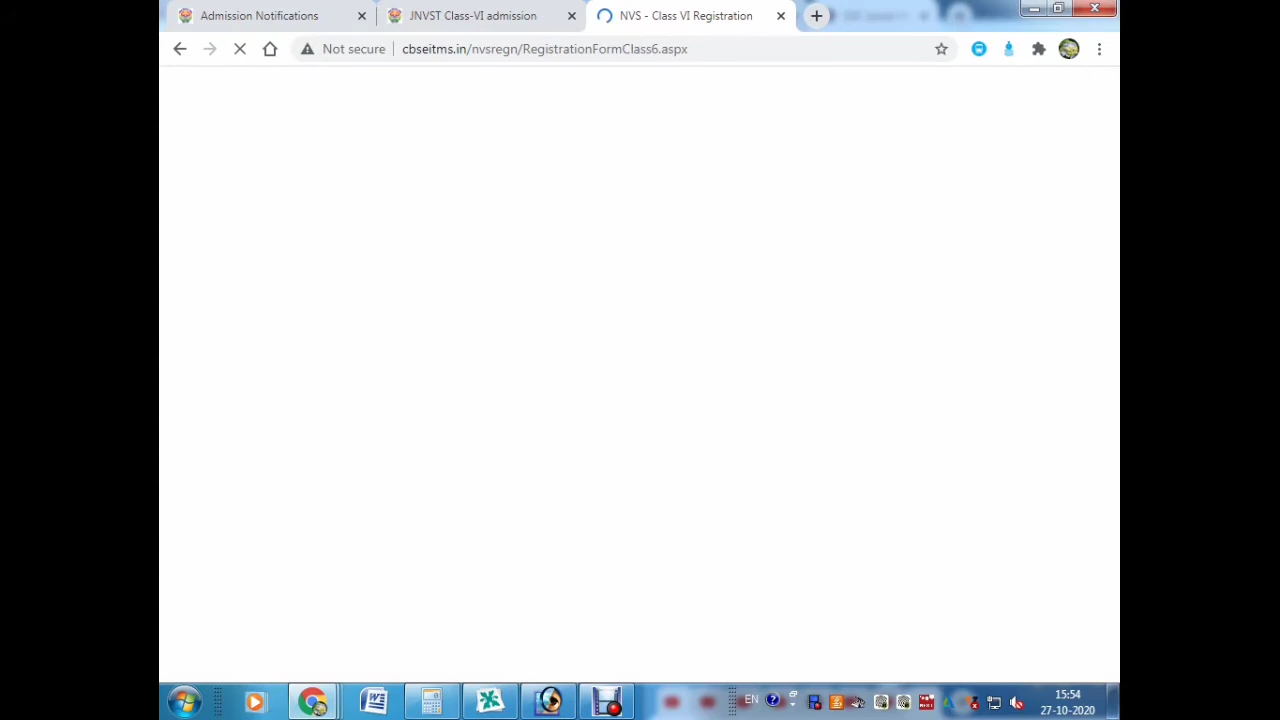 Admission Notifications
JNVST Class-VI admission
NVS - Class VI Registration
Not secure
cbseitms.in/nvsregn/RegistrationFormClass6.aspx
EN
15:54
27-10-2020